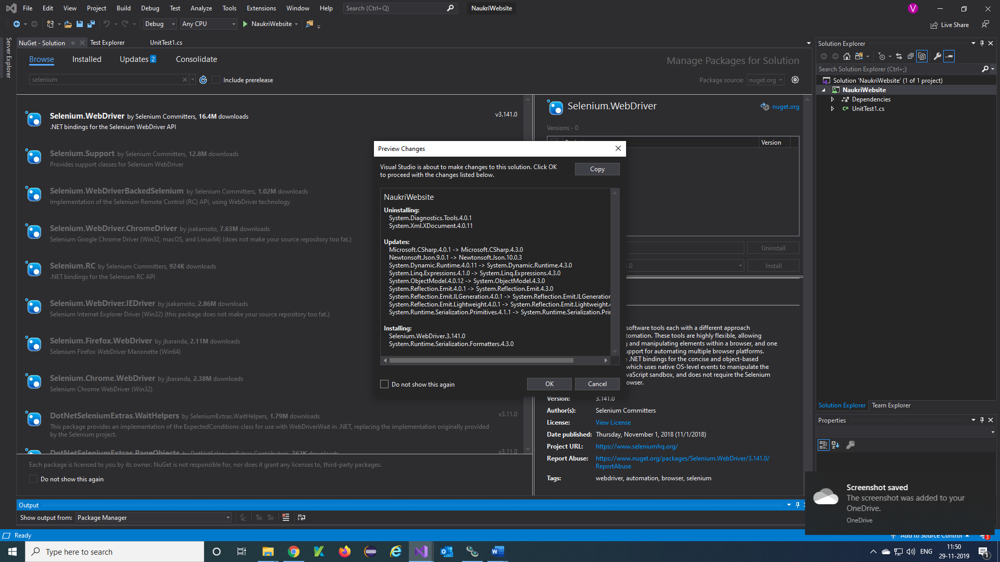 File Edit View Project Build Debug Test Analyze Tools Extensions Window Help Search (Ctrl+Q) NaukriWebsite V
Debug Any CPU NaukriWebsite Live Share
Server Explorer
NuGet - Solution Test Explorer UnitTest1.cs
Browse Installed Updates 2 Consolidate
Manage Packages for Solution
selenium Include prerelease
Package source: nuget.org
Selenium.WebDriver by Selenium Committers, 16.4M downloads v3.141.0
.NET bindings for the Selenium WebDriver API
Selenium.Support by Selenium Committers, 12.8M downloads
Provides support classes for Selenium WebDriver
Selenium.WebDriverBackedSelenium by Selenium Committers, 1.02M downloads
Implementation of the Selenium Remote Control (RC) API, using WebDriver technology
Selenium.WebDriver.ChromeDriver by jsakamoto, 7.63M downloads
Selenium Google Chrome Driver (Win32, macOS, and Linux64) (does not make your source repository too fat.)
Selenium.RC by Selenium Committers, 924K downloads
.NET bindings for the Selenium RC API
Selenium.WebDriver.IEDriver by jsakamoto, 2.86M downloads
Selenium Internet Explorer Driver (Win32) (this package does not make your source repository too fat.)
Selenium.Firefox.WebDriver by jbaranda, 2.11M downloads
Selenium Firefox WebDriver Marionette (Win64)
Selenium.Chrome.WebDriver by jbaranda, 2.38M downloads
Selenium Chrome WebDriver (Win32)
DotNetSeleniumExtras.WaitHelpers by SeleniumExtras.WaitHelpers, 1.79M downloads v3.11.0
This package provides an implementation of the ExpectedConditions class for use with WebDriverWait in .NET, replacing the implementation originally provided
by the Selenium project.
DotNetSeleniumExtras.PageObjects by DotNetSeleniumExtras Contributors, 762K downloads v3.11.0
Each package is licensed to you by its owner. NuGet is not responsible for, nor does it grant any licenses to, third-party packages.
Do not show this again
Preview Changes
Visual Studio is about to make changes to this solution. Click OK
to proceed with the changes listed below.
Copy
NaukriWebsite
Uninstalling:
System.Diagnostics.Tools.4.0.1
System.Xml.XDocument.4.0.11
Updates:
Microsoft.CSharp.4.0.1 -> Microsoft.CSharp.4.3.0
Newtonsoft.Json.9.0.1 -> Newtonsoft.Json.10.0.3
System.Dynamic.Runtime.4.0.11 -> System.Dynamic.Runtime.4.3.0
System.Linq.Expressions.4.1.0 -> System.Linq.Expressions.4.3.0
System.ObjectModel.4.0.12 -> System.ObjectModel.4.3.0
System.Reflection.Emit.4.0.1 -> System.Reflection.Emit.4.3.0
System.Reflection.Emit.ILGeneration.4.0.1 -> System.Reflection.Emit.ILGeneration
System.Reflection.Emit.Lightweight.4.0.1 -> System.Reflection.Emit.Lightweight.4
System.Runtime.Serialization.Primitives.4.1.1 -> System.Runtime.Serialization.Pri
Installing:
Selenium.WebDriver.3.141.0
System.Runtime.Serialization.Formatters.4.3.0
Do not show this again OK Cancel
Selenium.WebDriver nuget.org
Versions - 0
Version
Uninstall
1.0 Install
software tools each with a different approach
tomation. These tools are highly flexible, allowing
g and manipulating elements within a browser, and one
upport for automating multiple browser platforms.
.NET bindings for the concise and object-based
which uses native OS-level events to manipulate the
vaScript sandbox, and does not require the Selenium
owser.
Version: 3.141.0
Author(s): Selenium Committers
License: View License
Date published: Thursday, November 1, 2018 (11/1/2018)
Project URL: https://www.seleniumhq.org/
Report Abuse: https://www.nuget.org/packages/Selenium.WebDriver/3.141.0/
ReportAbuse
Tags: webdriver, automation, browser, selenium
Solution Explorer
Search Solution Explorer (Ctrl+;)
Solution 'NaukriWebsite' (1 of 1 project)
NaukriWebsite
Dependencies
C# UnitTest1.cs
Solution Explorer Team Explorer
Properties
Screenshot saved
The screenshot was added to your
OneDrive.
OneDrive
Output
Show output from: Package Manager
Ready
Add to Source Control 3
Type here to search
ENG 11:50
29-11-2019
1